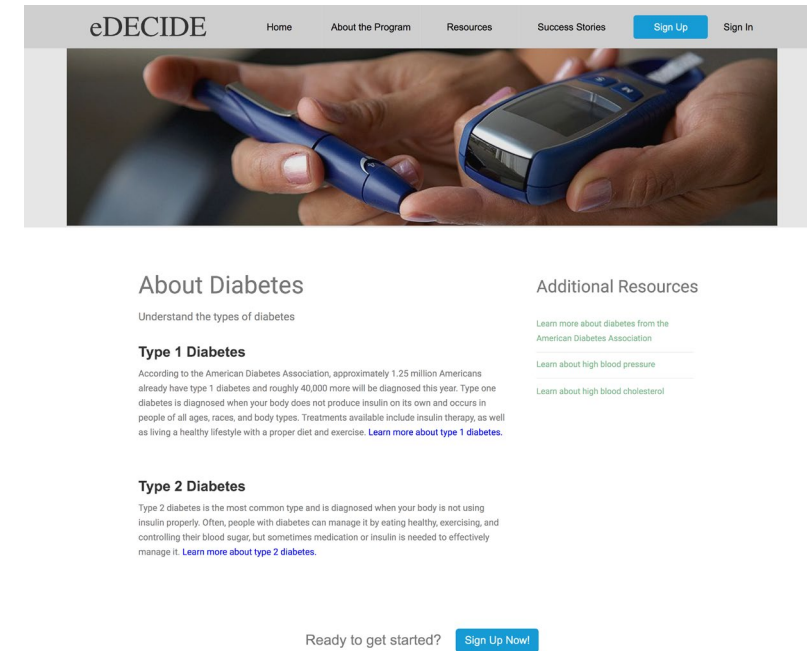 eDECIDE Home About the Program Resources Success Stories Sign Up Sign In
About Diabetes
Understand the types of diabetes
Type 1 Diabetes
According to the American Diabetes Association, approximately 1.25 million Americans
already have type 1 diabetes and roughly 40,000 more will be diagnosed this year. Type one
diabetes is diagnosed when your body does not produce insulin on its own and occurs in
people of all ages, races, and body types. Treatments available include insulin therapy, as well
as living a healthy lifestyle with a proper diet and exercise. Learn more about type 1 diabetes.
Type 2 Diabetes
Type 2 diabetes is the most common type and is diagnosed when your body is not using
insulin properly. Often, people with diabetes can manage it by eating healthy, exercising, and
controlling their blood sugar, but sometimes medication or insulin is needed to effectively
manage it. Learn more about type 2 diabetes.
Additional Resources
Learn more about diabetes from the
American Diabetes Association
Learn about high blood pressure
Learn about high blood cholesterol
Ready to get started? Sign Up Now!